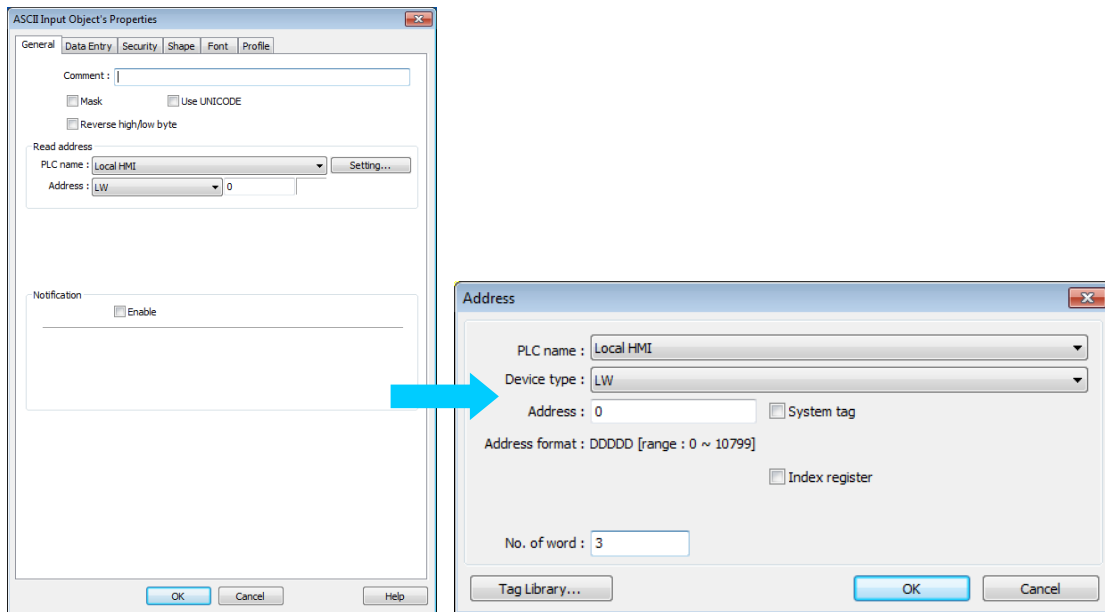 ASCII Input Object's Properties
General Data Entry Security Shape Font Profile
Comment :
Mask Use UNICODE
Reverse high/low byte
Read address
PLC name : Local HMI Setting...
Address : LW 0
Notification
Enable
OK Cancel Help
Address
PLC name : Local HMI
Device type : LW
Address : 0 System tag
Address format : DDDDD [range : 0 ~ 10799]
Index register
No. of word : 3
Tag Library... OK Cancel